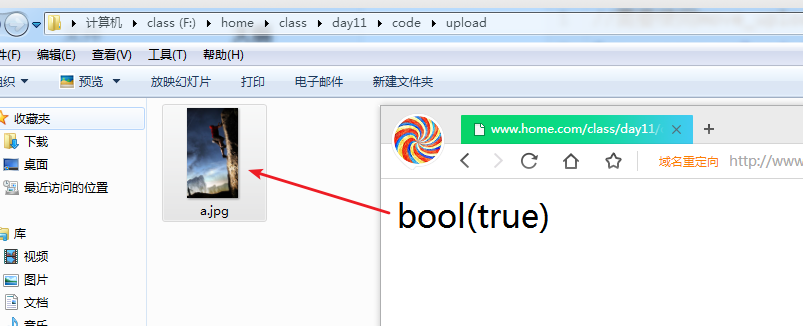 计算机 class (F:) home class day11 code upload
件(F) 编辑(E) 查看(V) 工具(T) 帮助(H)
组织 预览 放映幻灯片 打印 电子邮件 新建文件夹
收藏夹
下载
桌面
最近访问的位置
库
视频
图片
文档
音乐
a.jpg
www.home.com/class/day11/
域名重定向 http://www
bool(true)